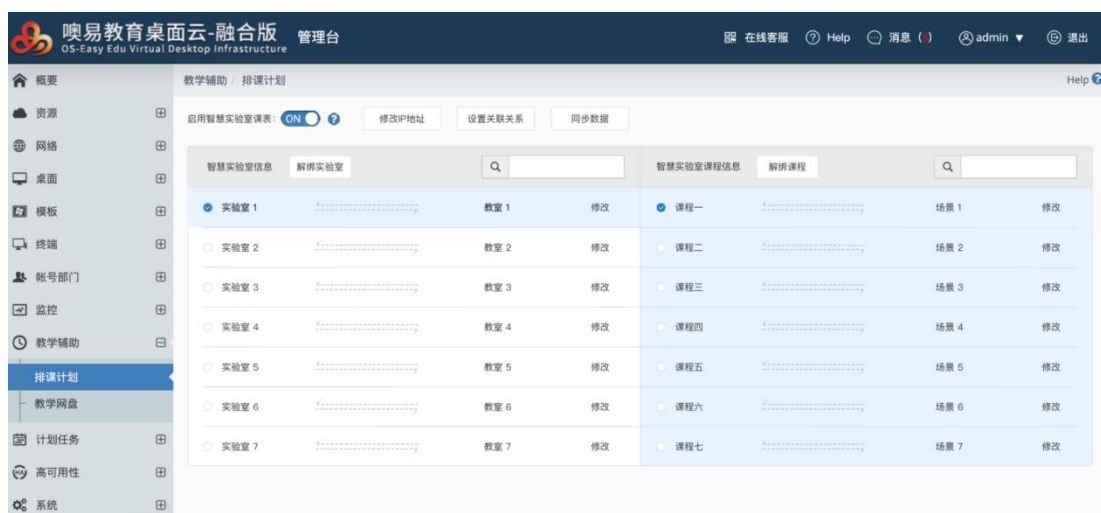 噢易教育桌面云-融合版 管理台
OS-Easy Edu Virtual Desktop Infrastructure
在线客服 Help 消息 () admin 退出
概要
资源
网络
桌面
模板
终端
帐号部门
监控
教学辅助
排课计划
教学网盘
计划任务
高可用性
系统
教学辅助 / 排课计划 Help
启用智慧实验室课表: ON 修改IP地址 设置关联关系 同步数据
智慧实验室信息 解绑实验室 智慧实验室课程信息 解绑课程
实验室 1 教室 1 修改 课程一 场景 1 修改
实验室 2 教室 2 修改 课程二 场景 2 修改
实验室 3 教室 3 修改 课程三 场景 3 修改
实验室 4 教室 4 修改 课程四 场景 4 修改
实验室 5 教室 5 修改 课程五 场景 5 修改
实验室 6 教室 6 修改 课程六 场景 6 修改
实验室 7 教室 7 修改 课程七 场景 7 修改